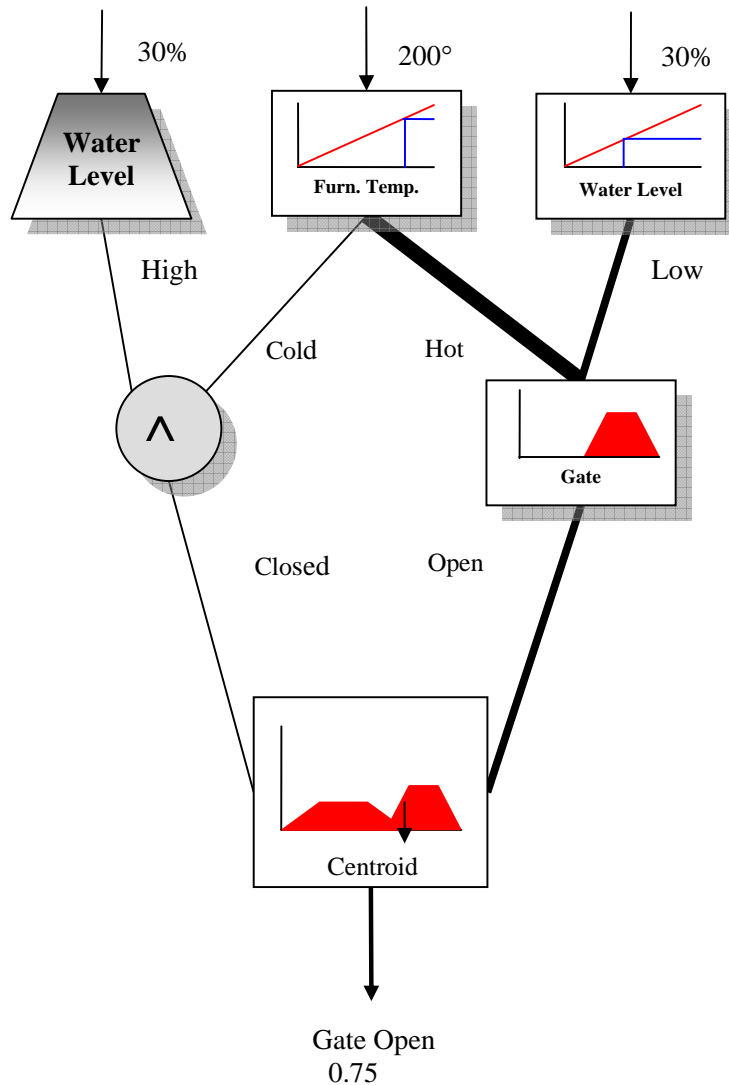 30%
200°
30%
Water
Level
Furn. Temp.
Water Level
High
Low
Cold
Hot
^
Gate
Closed
Open
Centroid
Gate Open
0.75